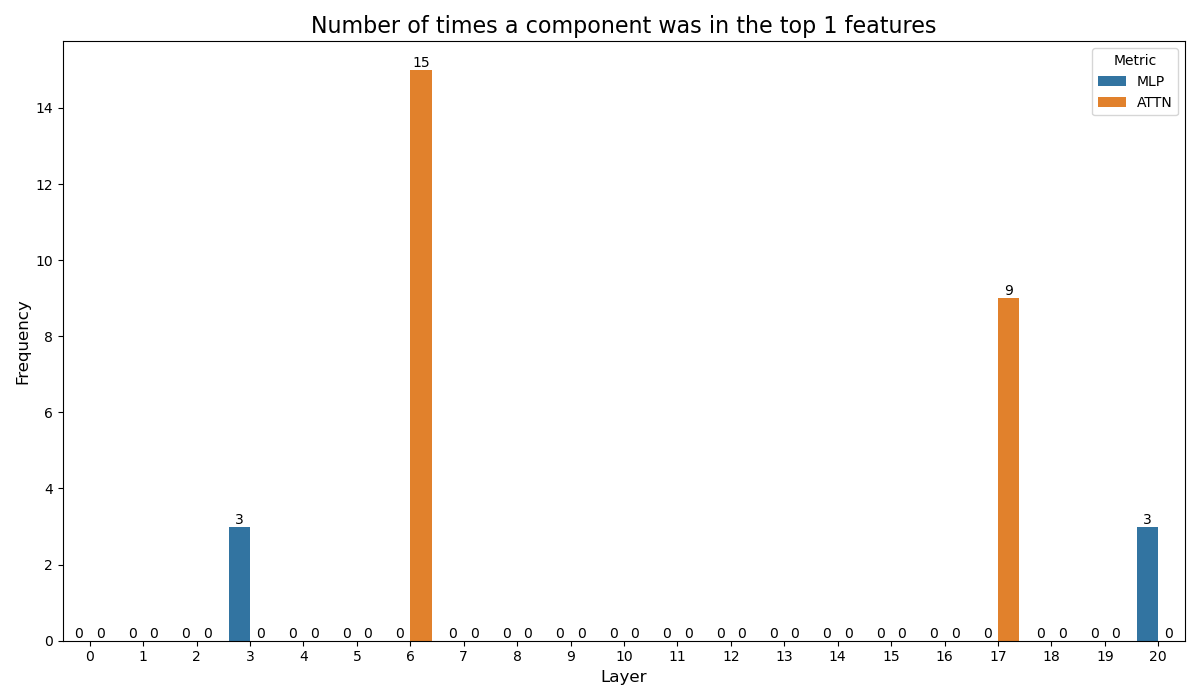 Number of times a component was in the top 1 features
Metric
MLP
ATTN
15
14
12
10
9
8
6
4
3 3
2
0 0 0 0 0 0 0 0 0 0 0 0 0 0 0 0 0 0 0 0 0 0 0 0 0 0 0 0 0 0 0 0 0 0 0 0 0 0
0
0 1 2 3 4 5 6 7 8 9 10 11 12 13 14 15 16 17 18 19 20
Frequency
Layer